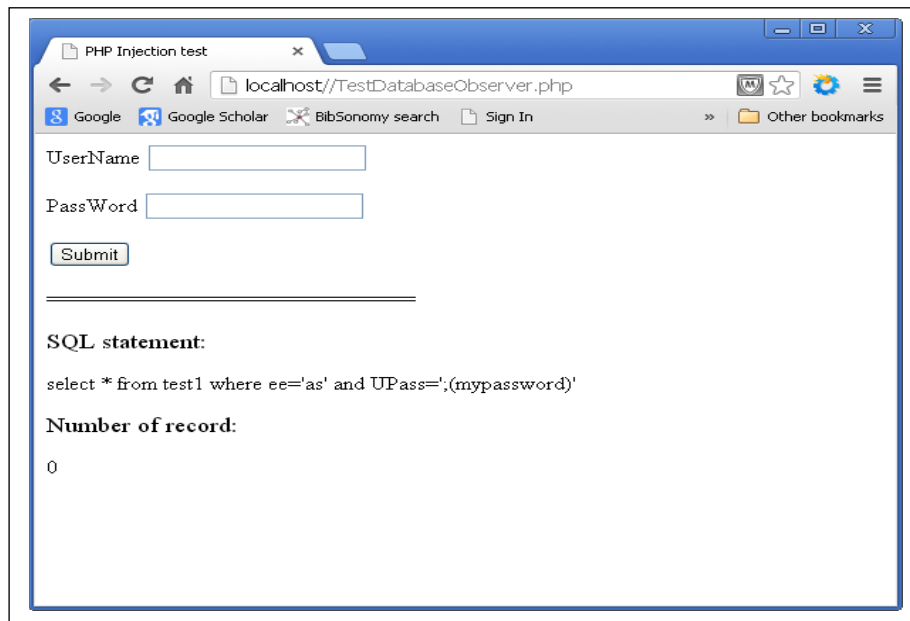 PHP Injection test
localhost//TestDatabaseObserver.php
Google Google Scholar BibSonomy search Sign In » Other bookmarks
UserName
PassWord
Submit
SQL statement:
select * from test1 where ee='as' and UPass=';(mypassword)'
Number of record:
0